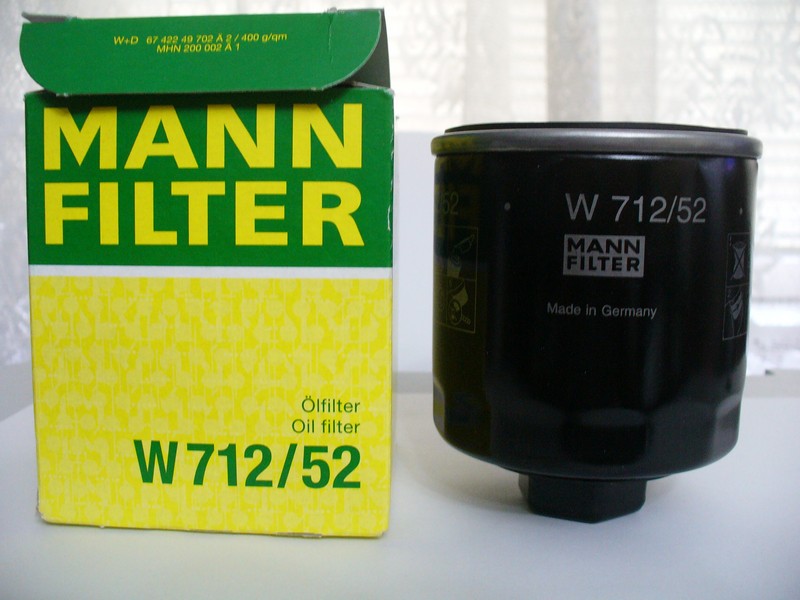 W+D 67 422 49 702 A 2 / 400 g/qm
MHN 200 002 A 1
MANN
FILTER
Ölfilter
Oil filter
W 712/52
W 712/52
MANN
FILTER
Made in Germany